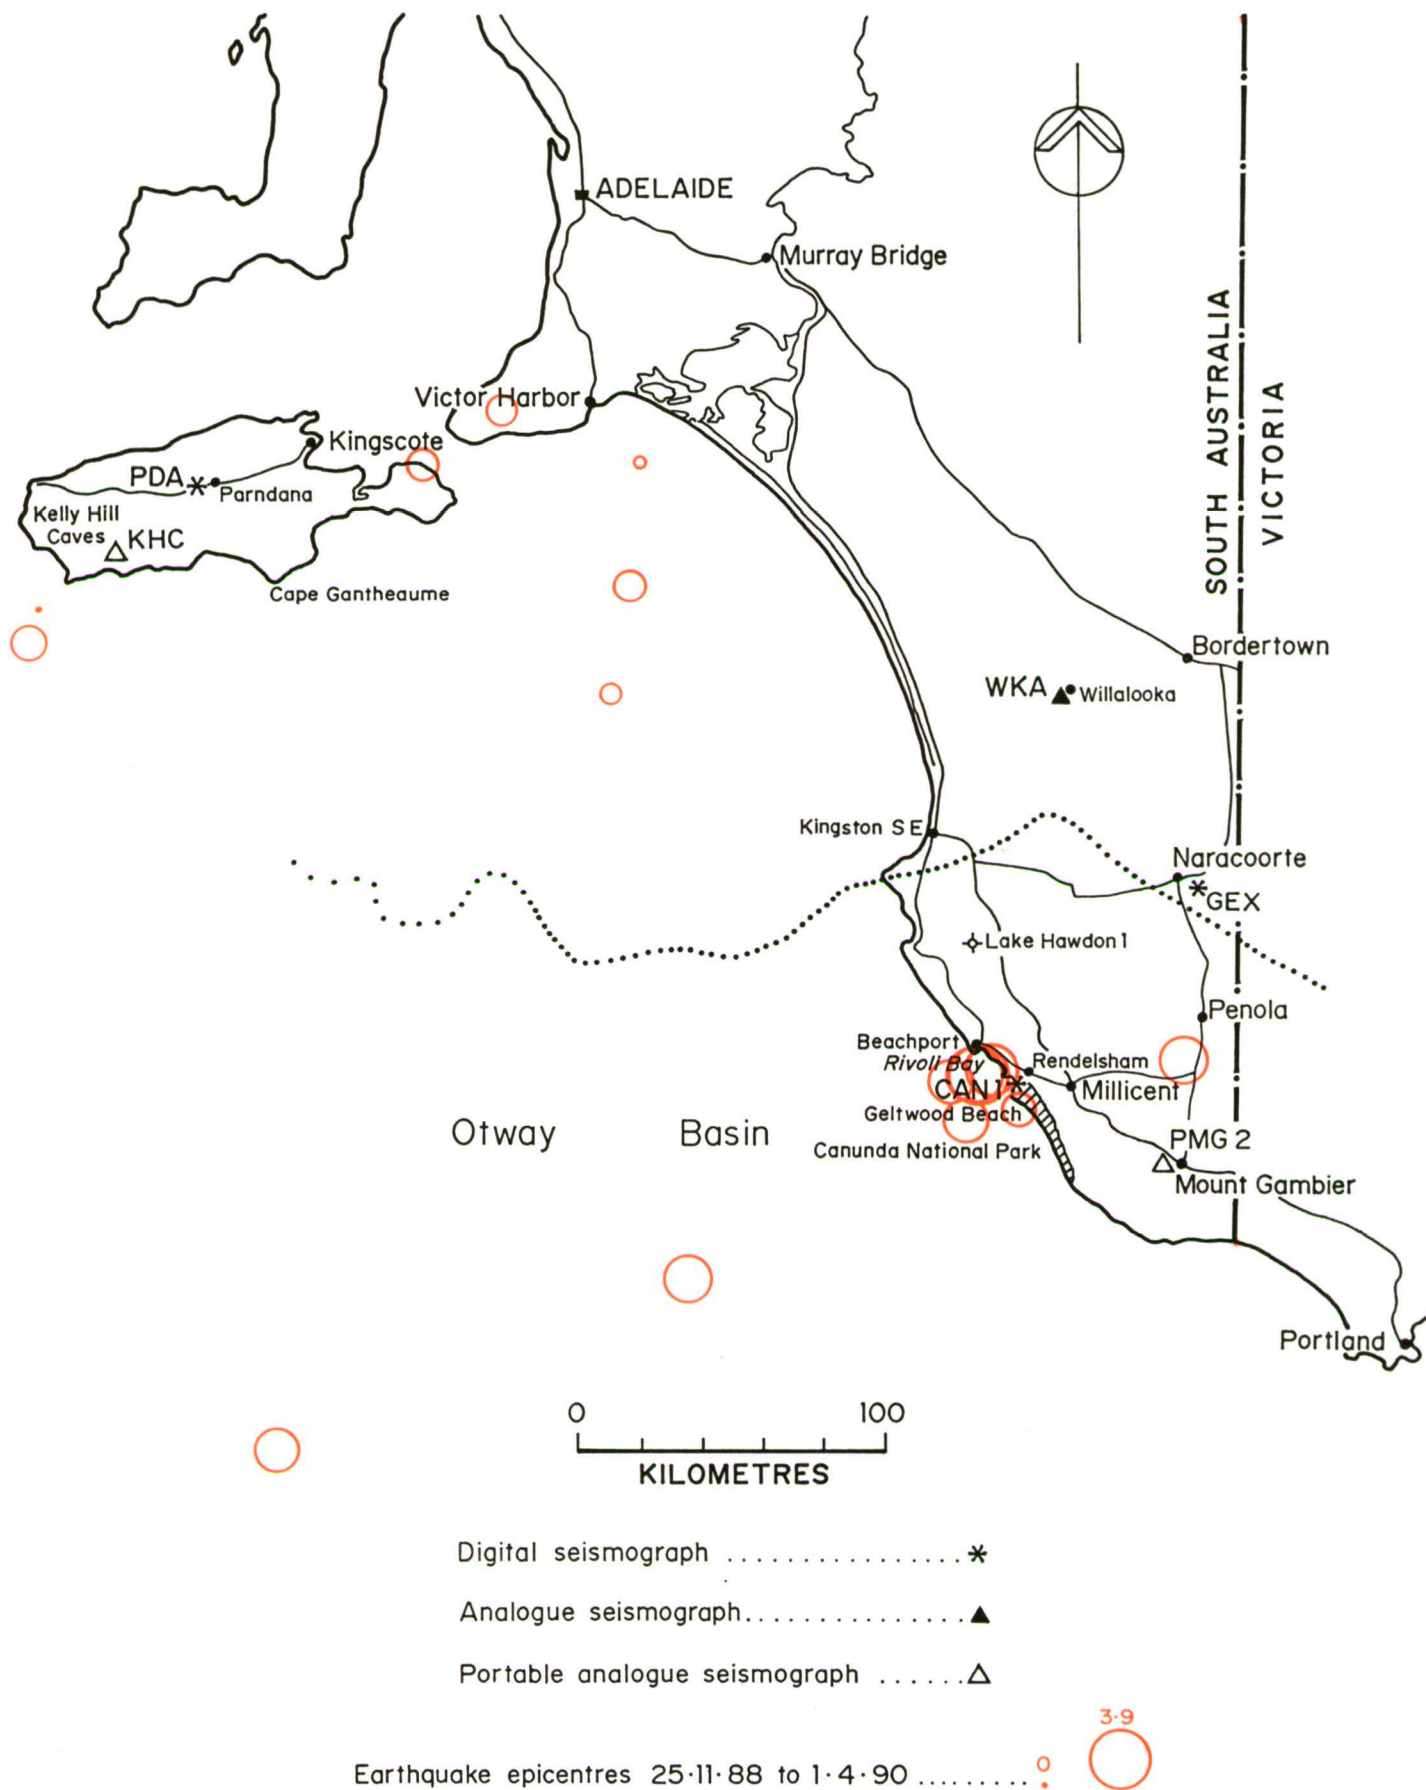 ADELAIDE
Murray Bridge
SOUTH AUSTRALIA
VICTORIA
Victor Harbor
Kingscote
PDA
Parndana
Kelly Hill
Caves
KHC
Cape Gantheaume
Bordertown
WKA
Willalooka
Kingston S E
Naracoorte
GEX
Lake Hawdon 1
Penola
Beachport
Rivoli Bay
Rendelsham
CAN 1
Millicent
Geltwood Beach
Otway Basin
PMG 2
Canunda National Park
Mount Gambier
Portland
0 100
KILOMETRES
Digital seismograph ................
Analogue seismograph...............
Portable analogue seismograph ......
3·9
0
Earthquake epicentres 25·11·88 to 1·4·90 .........